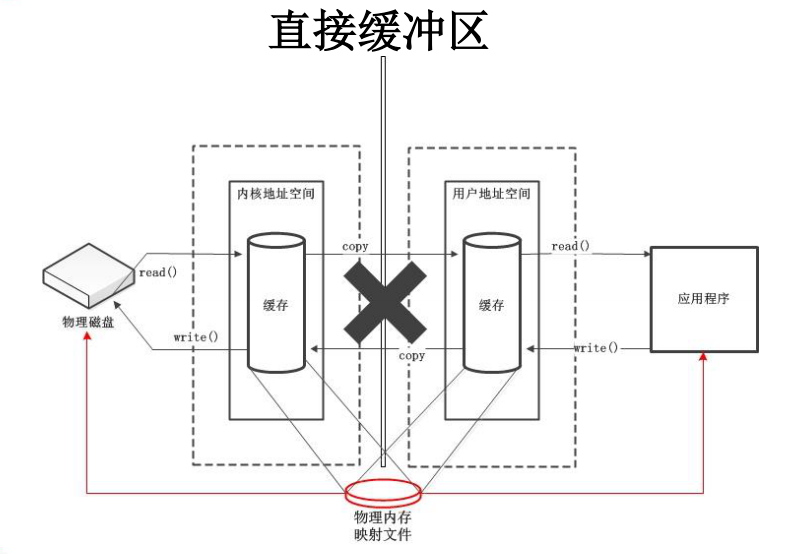 直接缓冲区
内核地址空间
用户地址空间
copy
read()
read()
缓存
缓存
应用程序
物理磁盘
write()
copy
write()
物理内存
映射文件